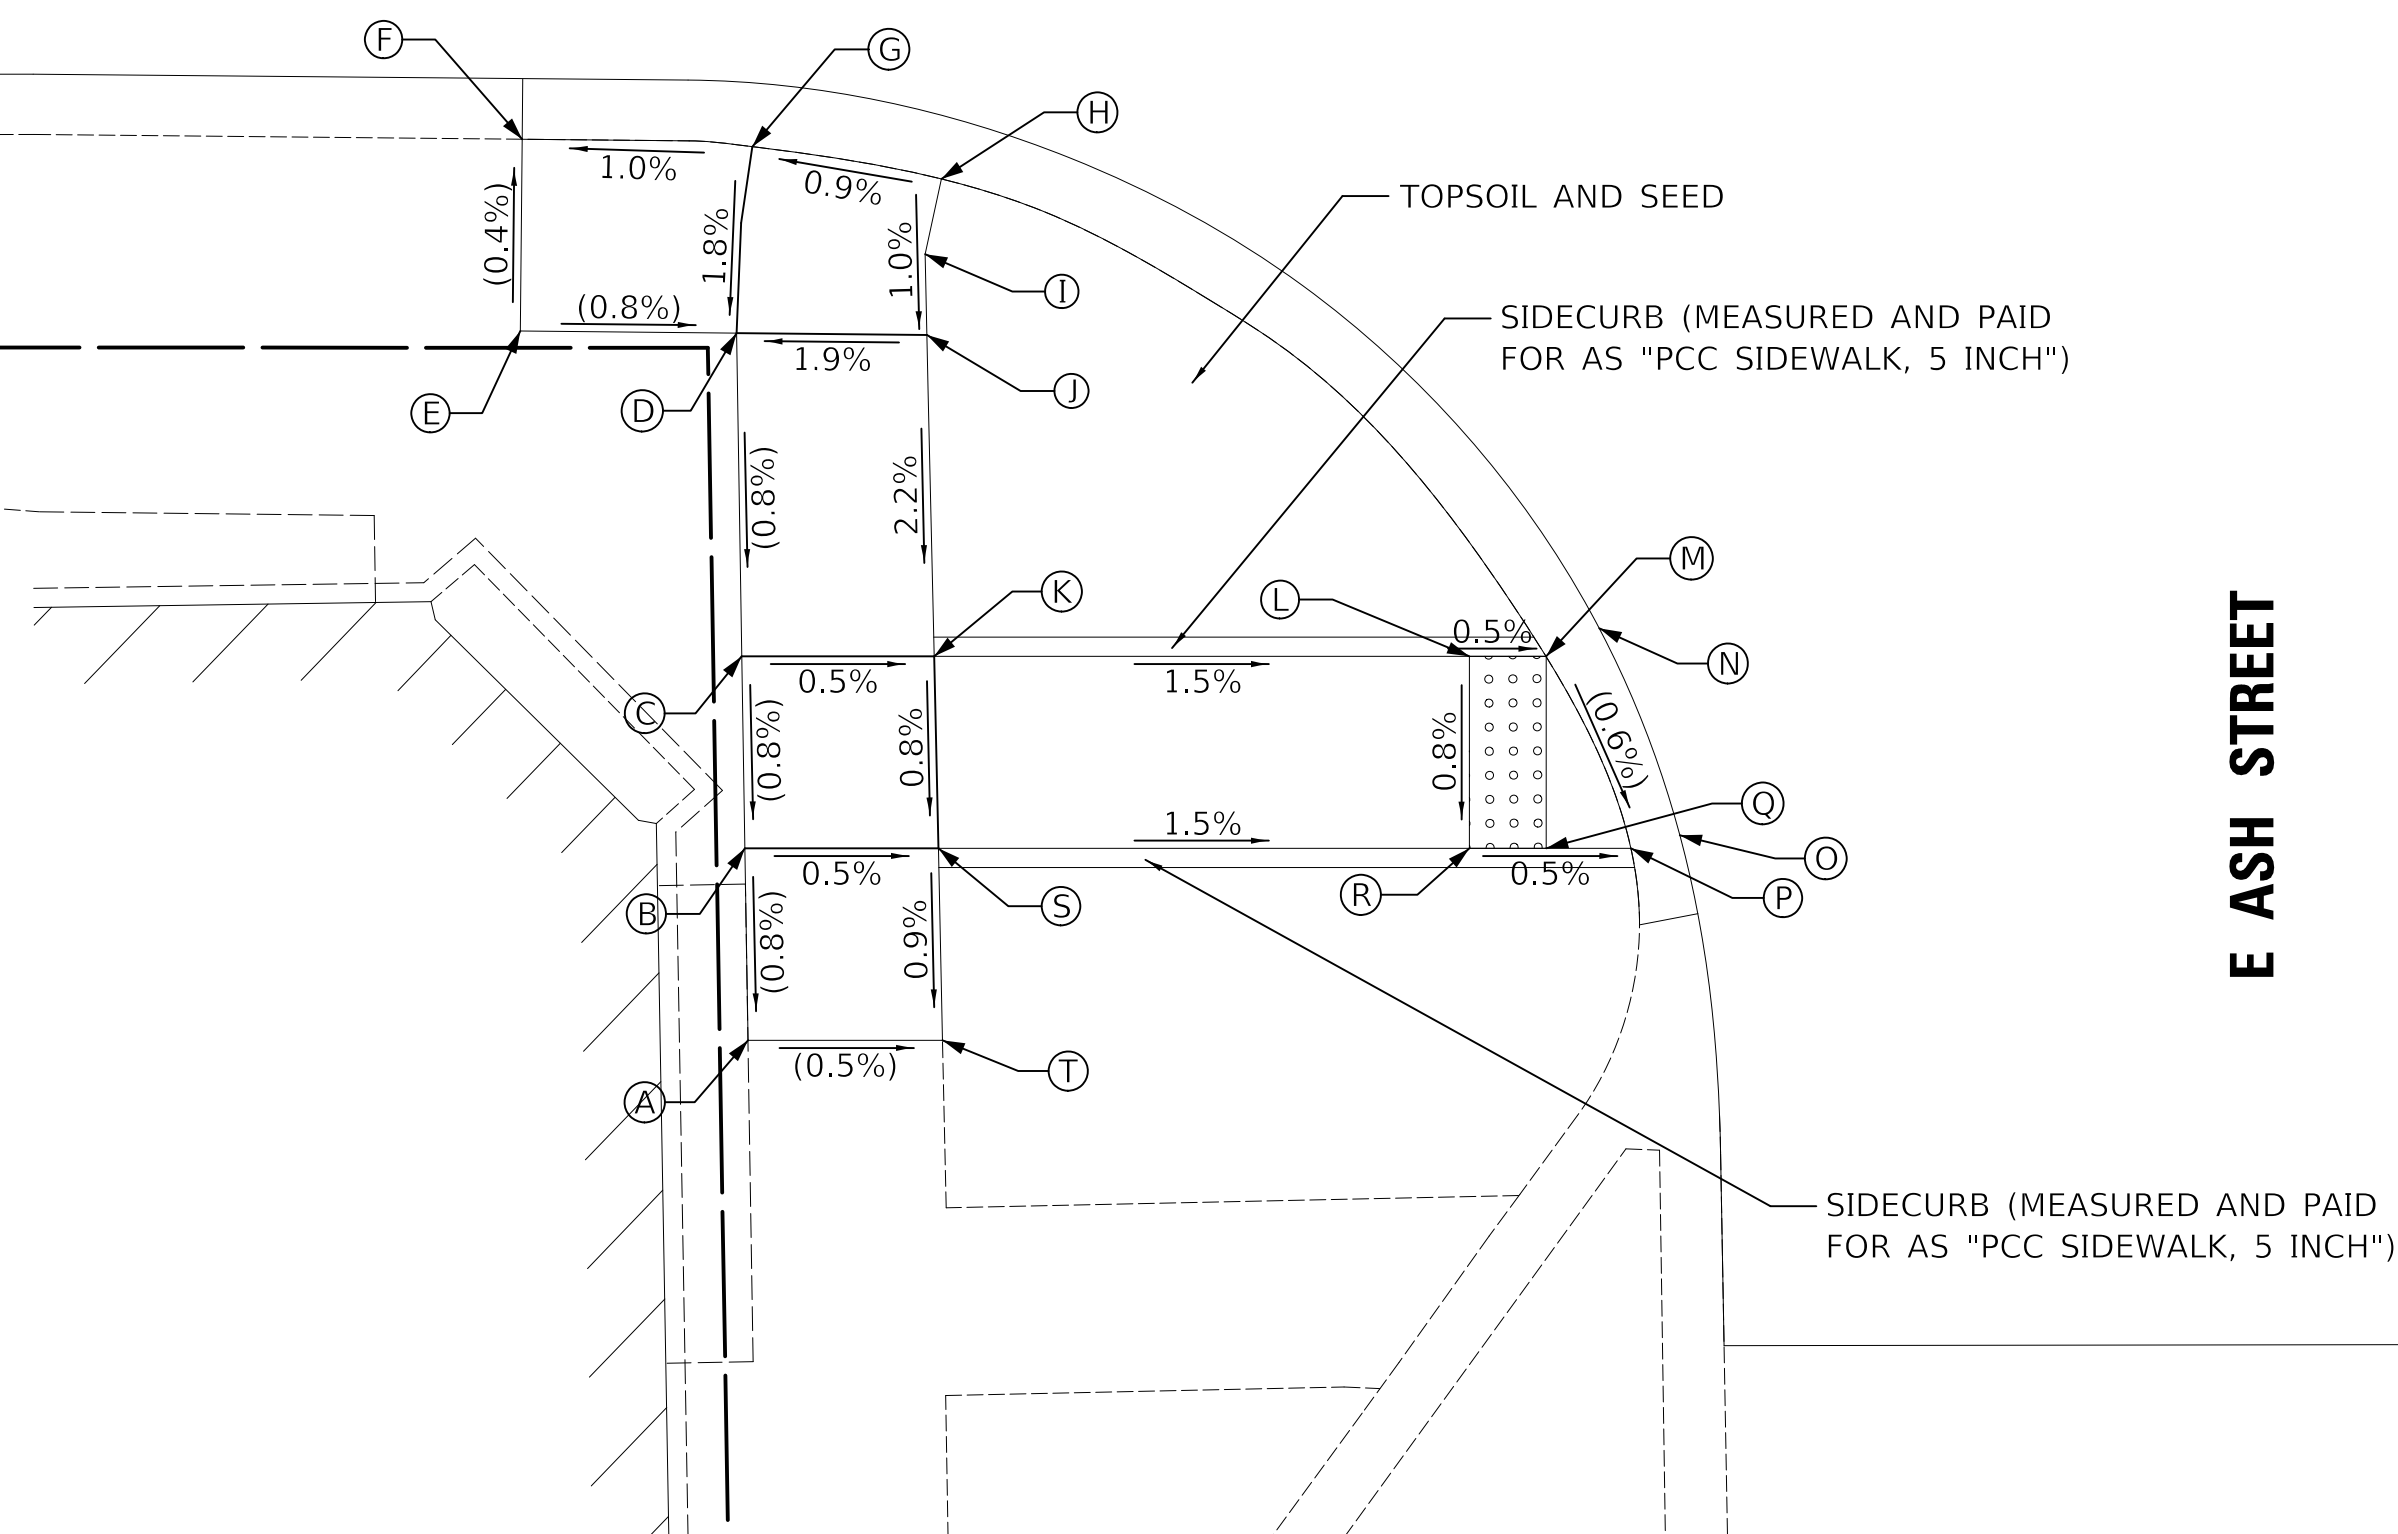 F
G
H
1.0%
0.9%
(0.4%)
1.8%
1.0%
TOPSOIL AND SEED
I
(0.8%)
1.9%
SIDECURB (MEASURED AND PAID
FOR AS "PCC SIDEWALK, 5 INCH")
E
D
J
(0.8%)
2.2%
K
L
M
0.5%
N
0.5%
1.5%
C
(0.8%)
0.8%
0.8%
(0.6%)
E ASH STREET
1.5%
Q
O
0.5%
0.5%
B
S
R
P
(0.8%)
0.9%
(0.5%)
T
A
SIDECURB (MEASURED AND PAID
FOR AS "PCC SIDEWALK, 5 INCH")